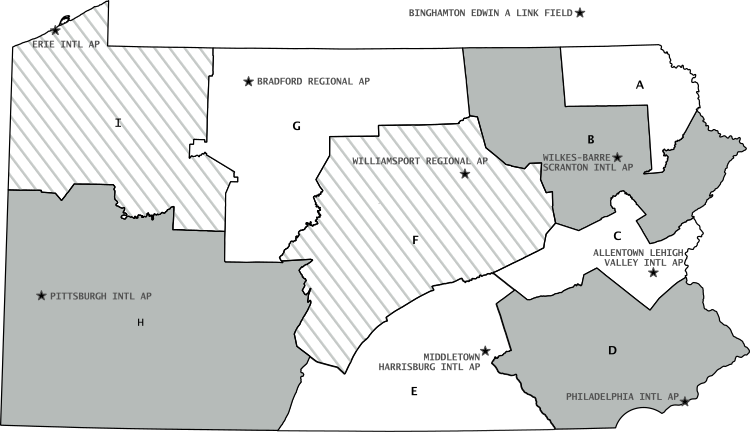 BINGHAMTON EDWIN A LINK FIELD
ERIE INTL AP
BRADFORD REGIONAL AP
A
I
G
B
WILLIAMSPORT REGIONAL AP
WILKES-BARRE
SCRANTON INTL AP
F
C
ALLENTOWN LEHIGH
VALLEY INTL AP
PITTSBURGH INTL AP
H
D
MIDDLETOWN
HARRISBURG INTL AP
E
PHILADELPHIA INTL AP